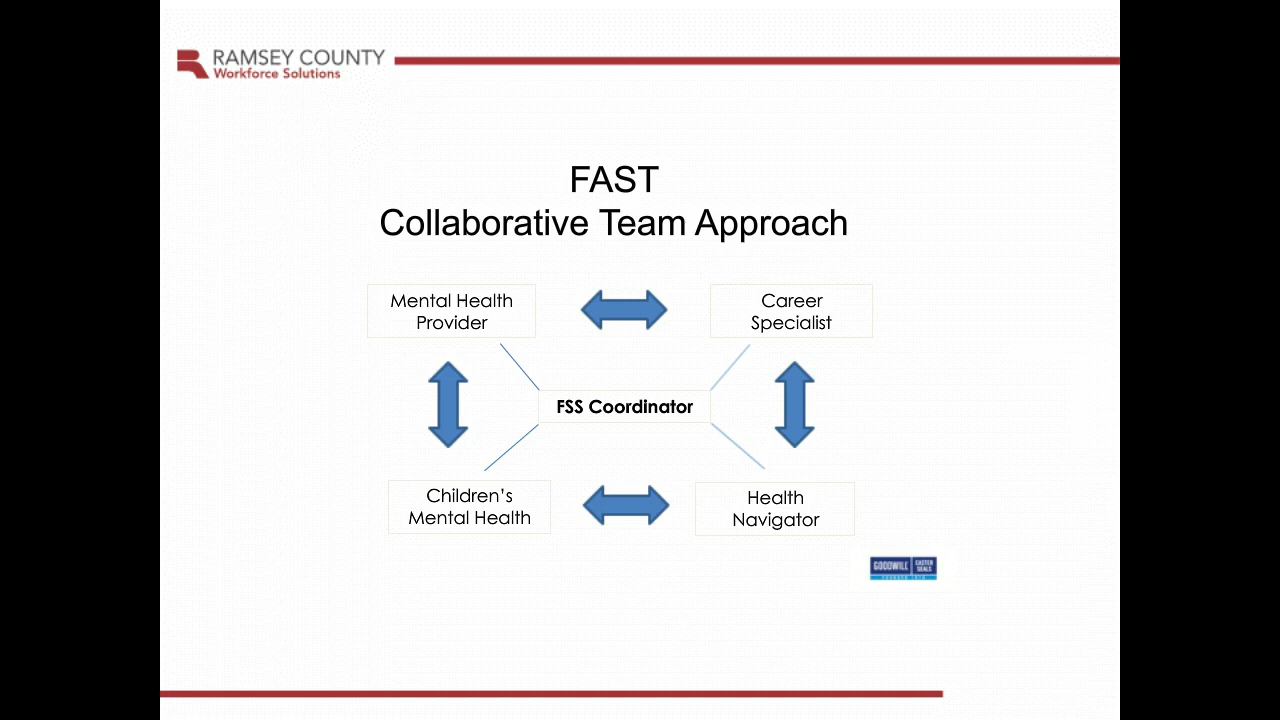 RAMSEY COUNTY
Workforce Solutions
FAST
Collaborative Team Approach
Mental Health
Provider
Career
Specialist
FSS Coordinator
Children's
Mental Health
Health
Navigator
GOODWILL
EASTER
SEALS